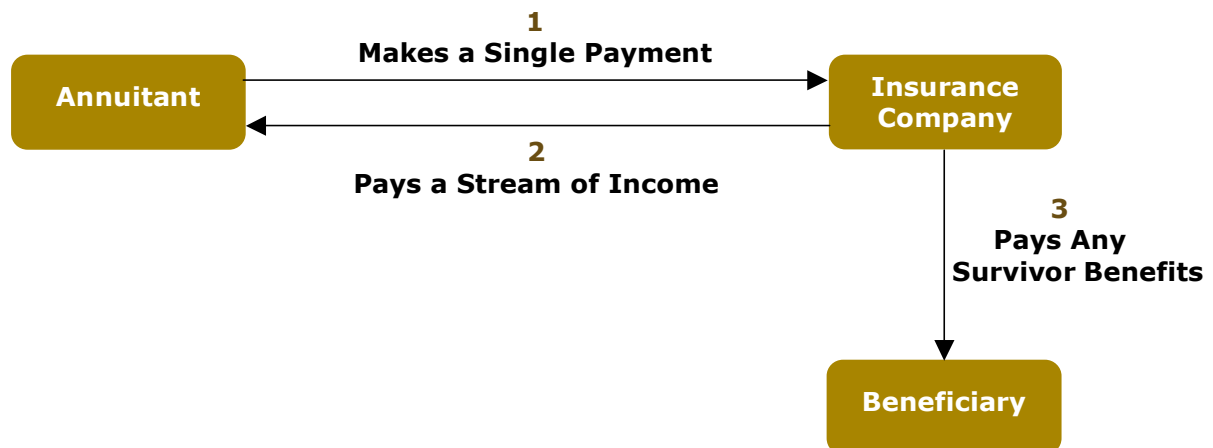 1
Makes a Single Payment
Annuitant
Insurance
Company
2
Pays a Stream of Income
3
Pays Any
Survivor Benefits
Beneficiary